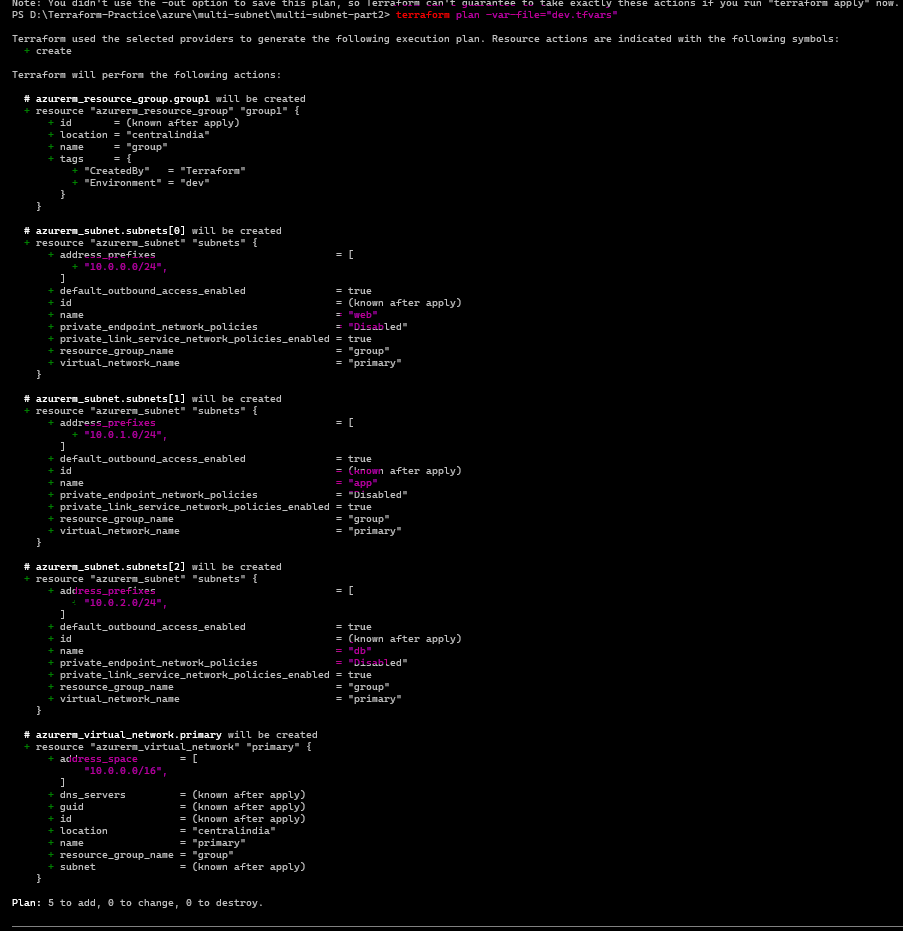 Note: You didn't use the -out option to save this plan, so Terraform can't guarantee to take exactly these actions if you run "terraform apply" now.
PS D:\Terraform-Practice\azure\multi-subnet\multi-subnet-part2> terraform plan -var-file="dev.tfvars"
Terraform used the selected providers to generate the following execution plan. Resource actions are indicated with the following symbols:
  + create
Terraform will perform the following actions:
  # azurerm_resource_group.group1 will be created
  + resource "azurerm_resource_group" "group1" {
      + id       = (known after apply)
      + location = "centralindia"
      + name     = "group"
      + tags     = {
          + "CreatedBy"   = "Terraform"
          + "Environment" = "dev"
        }
    }
  # azurerm_subnet.subnets[0] will be created
  + resource "azurerm_subnet" "subnets" {
      + address_prefixes                              = [
          + "10.0.0.0/24",
        ]
      + default_outbound_access_enabled               = true
      + id                                            = (known after apply)
      + name                                          = "web"
      + private_endpoint_network_policies             = "Disabled"
      + private_link_service_network_policies_enabled = true
      + resource_group_name                           = "group"
      + virtual_network_name                          = "primary"
    }
  # azurerm_subnet.subnets[1] will be created
  + resource "azurerm_subnet" "subnets" {
      + address_prefixes                              = [
          + "10.0.1.0/24",
        ]
      + default_outbound_access_enabled               = true
      + id                                            = (known after apply)
      + name                                          = "app"
      + private_endpoint_network_policies             = "Disabled"
      + private_link_service_network_policies_enabled = true
      + resource_group_name                           = "group"
      + virtual_network_name                          = "primary"
    }
  # azurerm_subnet.subnets[2] will be created
  + resource "azurerm_subnet" "subnets" {
      + address_prefixes                              = [
          + "10.0.2.0/24",
        ]
      + default_outbound_access_enabled               = true
      + id                                            = (known after apply)
      + name                                          = "db"
      + private_endpoint_network_policies             = "Disabled"
      + private_link_service_network_policies_enabled = true
      + resource_group_name                           = "group"
      + virtual_network_name                          = "primary"
    }
  # azurerm_virtual_network.primary will be created
  + resource "azurerm_virtual_network" "primary" {
      + address_space       = [
            "10.0.0.0/16",
        ]
      + dns_servers         = (known after apply)
      + guid                = (known after apply)
      + id                  = (known after apply)
      + location            = "centralindia"
      + name                = "primary"
      + resource_group_name = "group"
      + subnet              = (known after apply)
    }
Plan: 5 to add, 0 to change, 0 to destroy.